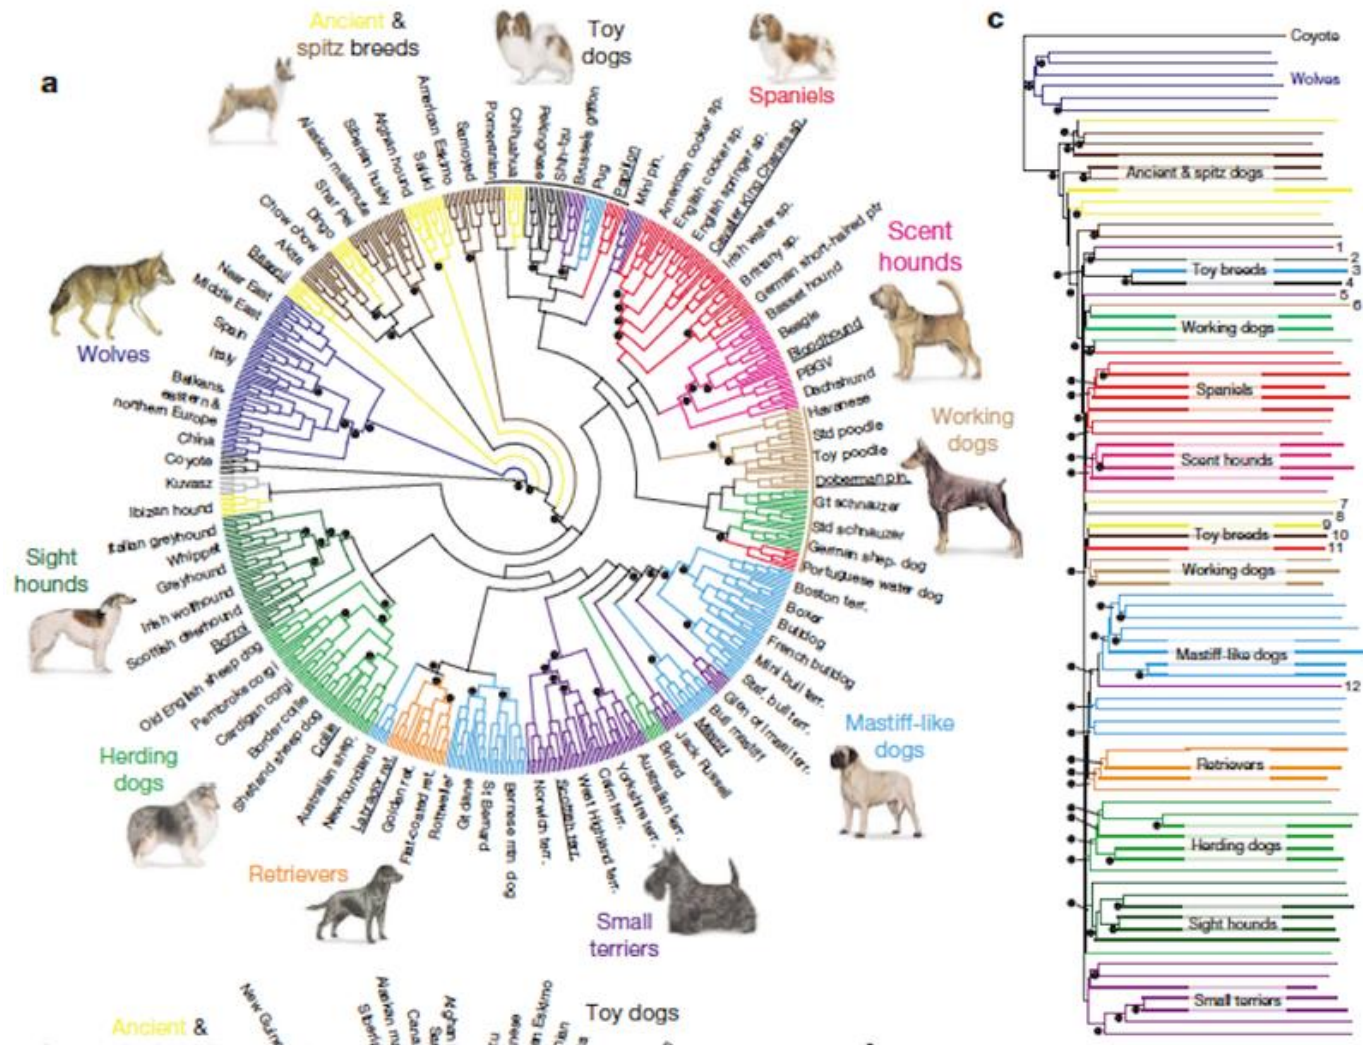 a
Ancient &
spitz breeds
Toy
dogs
Spaniels
Scent
hounds
Working
dogs
Mastiff-like
dogs
Small
terriers
Retrievers
Herding
dogs
Sight
hounds
Wolves
Coyote
Kuvasz
Ibizan hound
Italian greyhound
Whippet
Greyhound
Irish wolfhound
Scottish deerhound
Borzoi
Old English sheep dog
Pembroke corgi
Cardigan corgi
Border collie
Shetland sheep dog
Collie
Australian shep.
Newfoundland
Labrador ret.
Golden ret.
Flat-coated ret.
Rottweiler
Gt dane
St Bernard
Bernese mtn dog
Norwich terr.
Scottish terr.
West Highland terr.
Cairn terr.
Yorkshire terr.
Australian terr.
Briard
Jack Russell
Mastiff
Bull mastiff
Glen of Imaal terr.
Staf. bull terr.
Mini bull terr.
French bulldog
Bulldog
Boxer
Boston terr.
Portuguese water dog
German shep. dog
Std schnauzer
Gt schnauzer
Doberman pin.
Toy poodle
Std poodle
Havanese
Dachshund
PBGV
Bloodhound
Beagle
Basset hound
German short-haired ptr
Brittany sp.
Irish water sp.
Cavalier King Charles sp.
English springer sp.
English cocker sp.
American cocker sp.
Mini pin.
Papillon
Pug
Brussels griffon
Shih-tzu
Pekingese
Chihuahua
Pomeranian
Samoyed
American Eskimo
Saluki
Afghan hound
Siberian husky
Alaskan malamute
Shar Pei
Dingo
Chow chow
Akita
Basenji
Near East
Middle East
Spain
Italy
Balkans
eastern &
northern Europe
China
c
Coyote
Wolves
Ancient & spitz dogs
1
2
Toy breeds
3
4
5
6
Working dogs
Spaniels
Scent hounds
7
8
9
Toy breeds
10
11
Working dogs
Mastiff-like dogs
12
Retrievers
Herding dogs
Sight hounds
Small terriers
Ancient &
Toy dogs